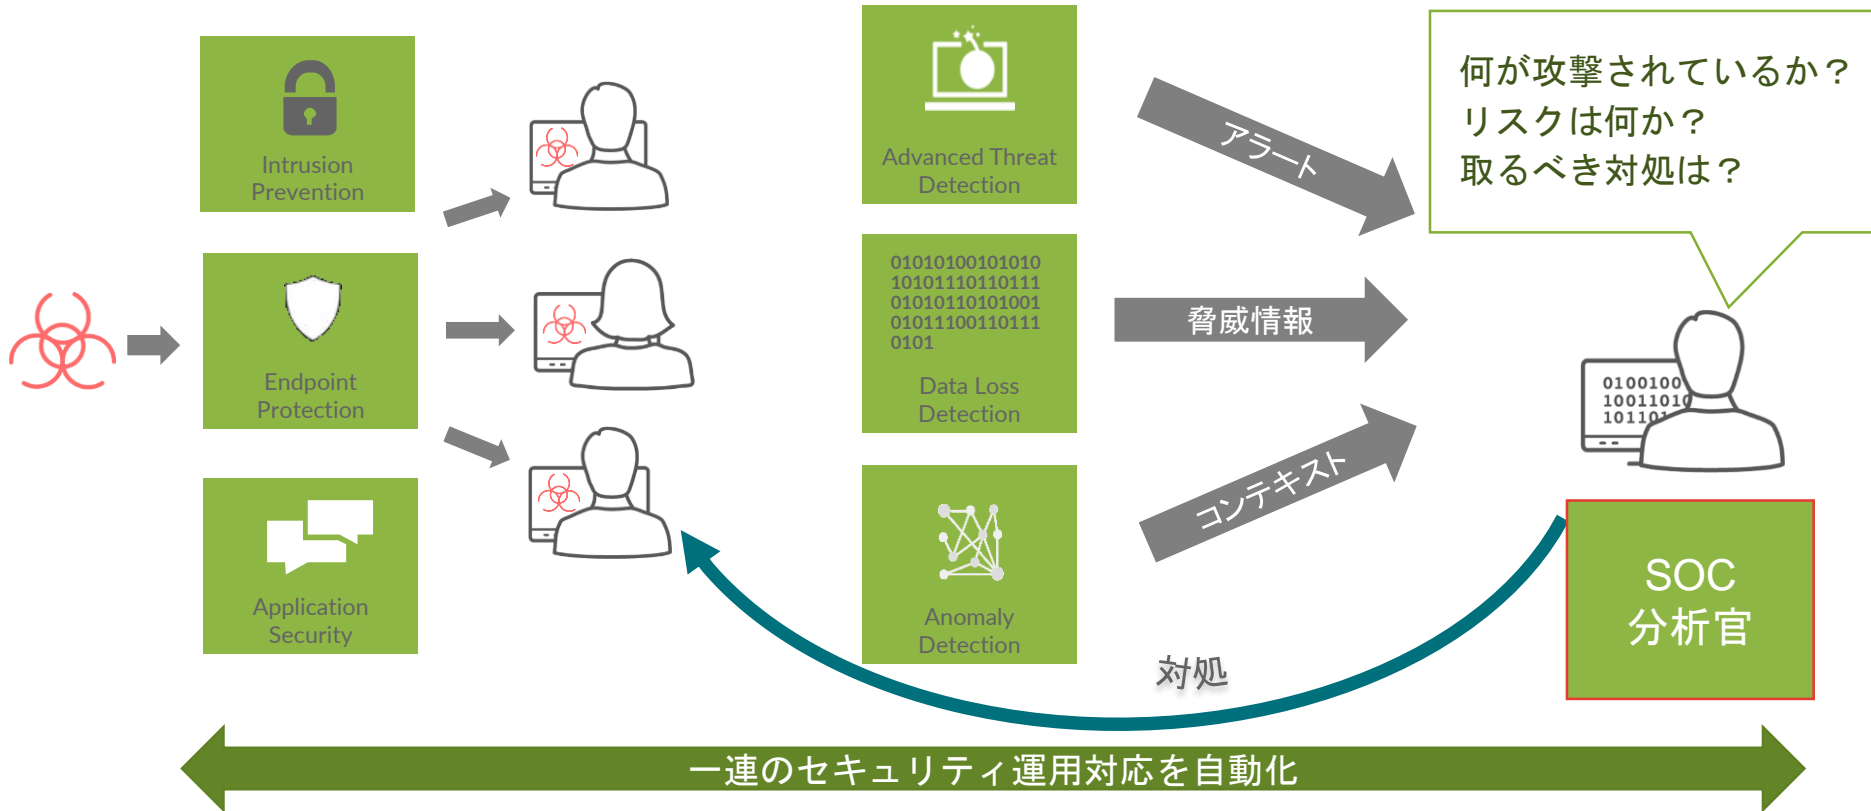 Intrusion
Prevention
Endpoint
Protection
Application
Security
Advanced Threat
Detection
01010100101010
10101110110111
01010110101001
01011100110111
0101
Data Loss
Detection
Anomaly
Detection
アラート
脅威情報
コンテキスト
何が攻撃されているか？
リスクは何か？
取るべき対処は？
0100100
10011010
10110
SOC
分析官
対処
一連のセキュリティ運用対応を自動化